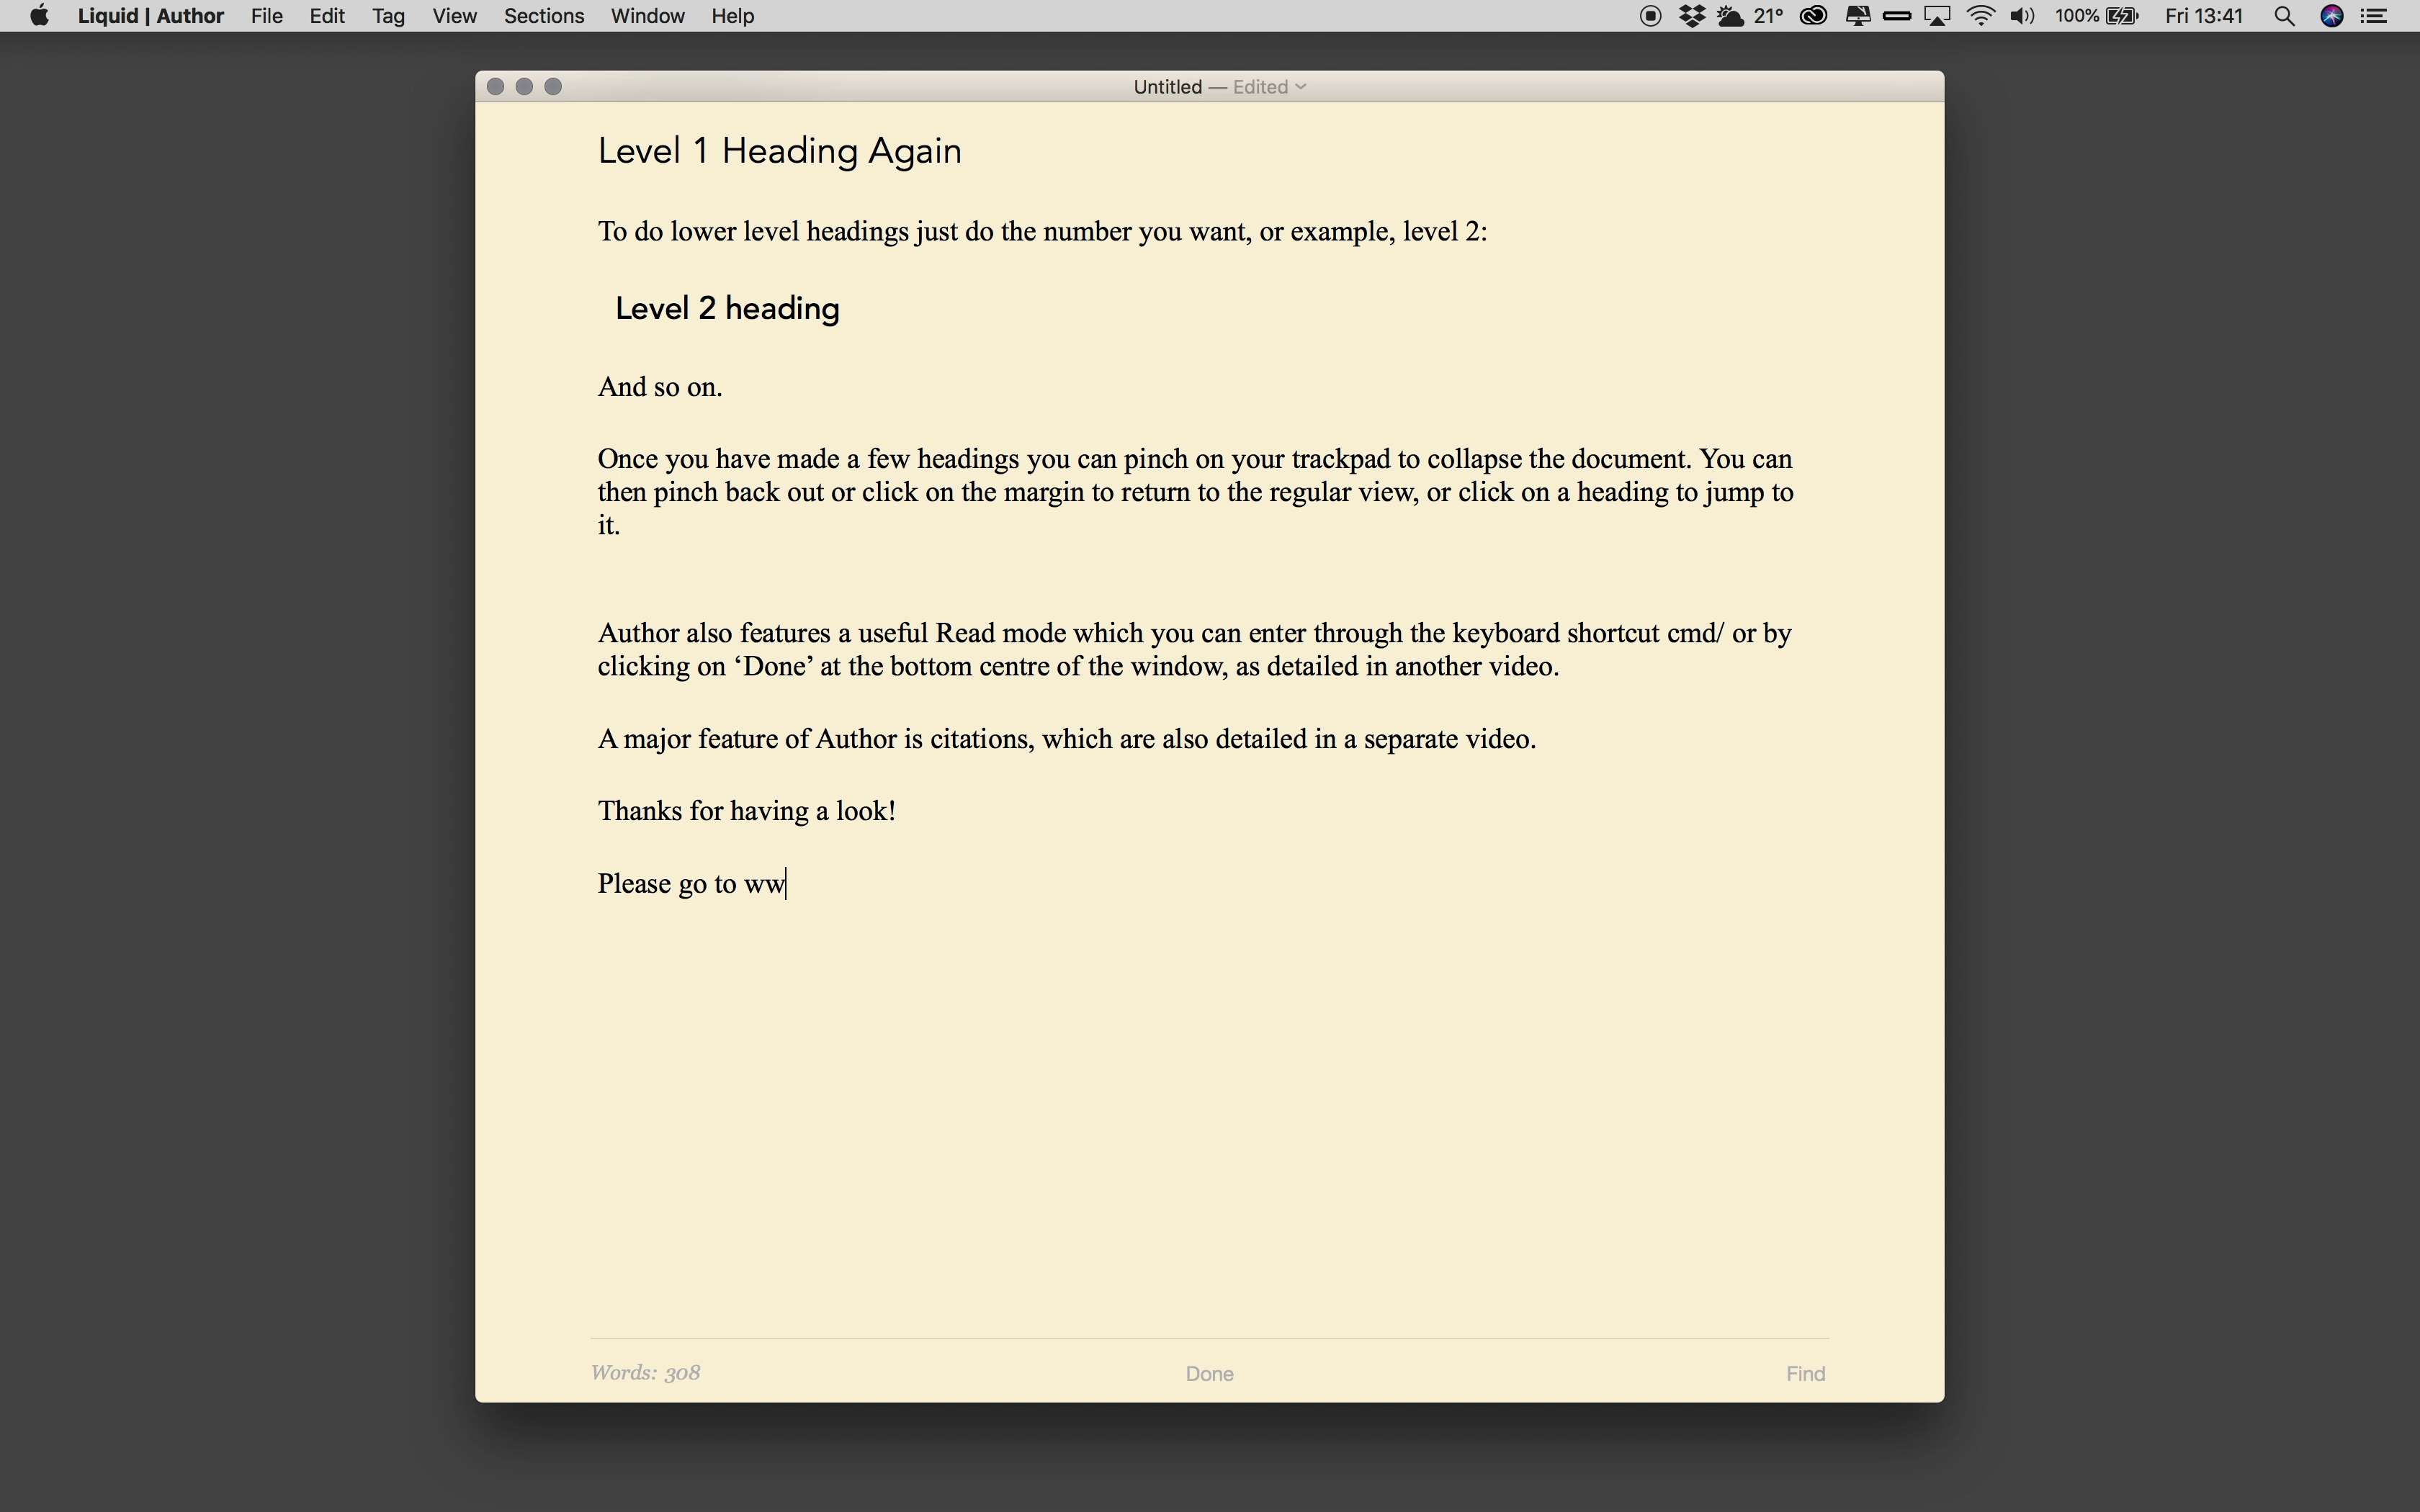 Liquid | Author File Edit Tag View Sections Window Help 21° 100% Fri 13:41
Untitled — Edited
Level 1 Heading Again
To do lower level headings just do the number you want, or example, level 2:
Level 2 heading
And so on.
Once you have made a few headings you can pinch on your trackpad to collapse the document. You can
then pinch back out or click on the margin to return to the regular view, or click on a heading to jump to
it.
Author also features a useful Read mode which you can enter through the keyboard shortcut cmd/ or by
clicking on ‘Done’ at the bottom centre of the window, as detailed in another video.
A major feature of Author is citations, which are also detailed in a separate video.
Thanks for having a look!
Please go to ww
Words: 308 Done Find